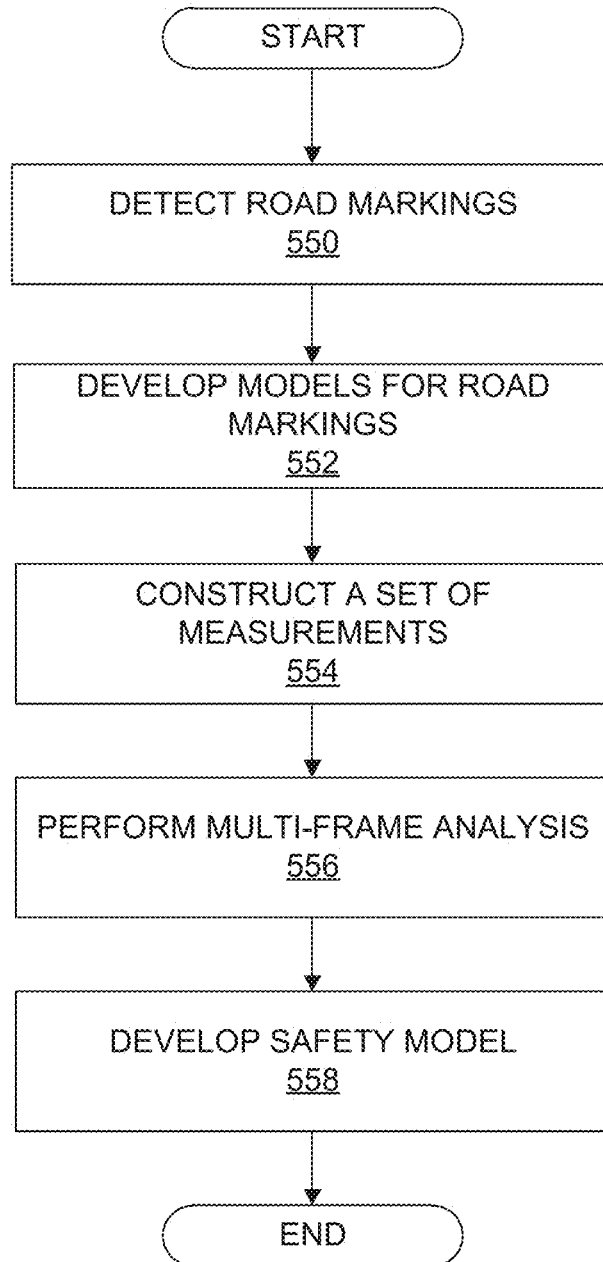 START
DETECT ROAD MARKINGS
550
DEVELOP MODELS FOR ROAD
MARKINGS
552
CONSTRUCT A SET OF
MEASUREMENTS
554
PERFORM MULTI-FRAME ANALYSIS
556
DEVELOP SAFETY MODEL
558
END